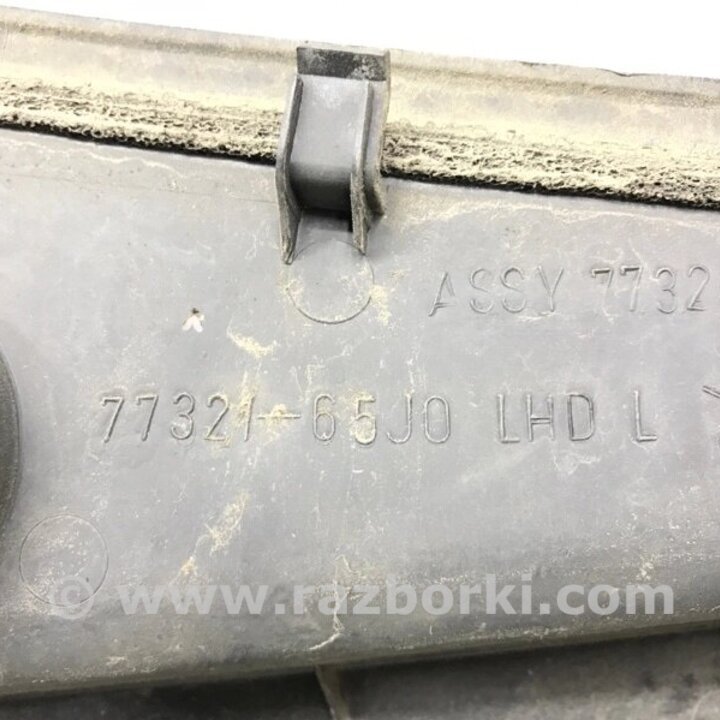 ASSY 7732
77321-65J0 LHD L
© www.razborki.com